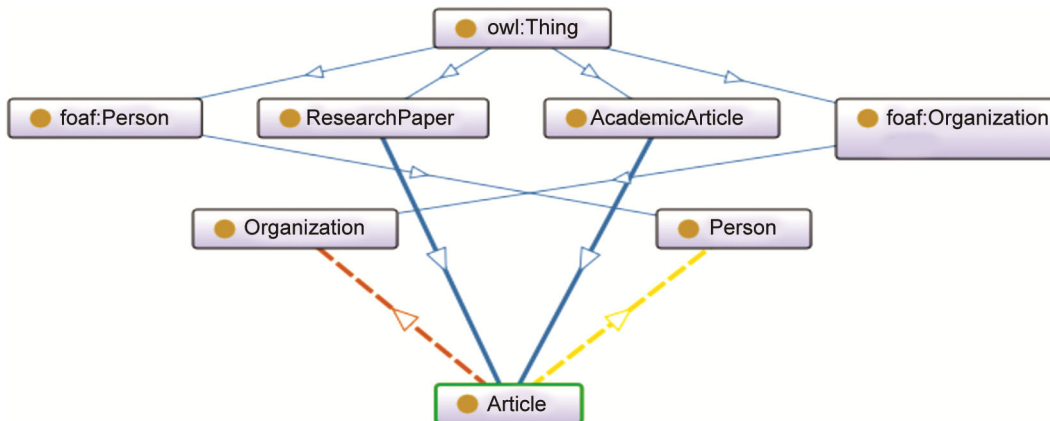 owl:Thing
foaf:Person
ResearchPaper
AcademicArticle
foaf:Organization
Organization
Person
Article